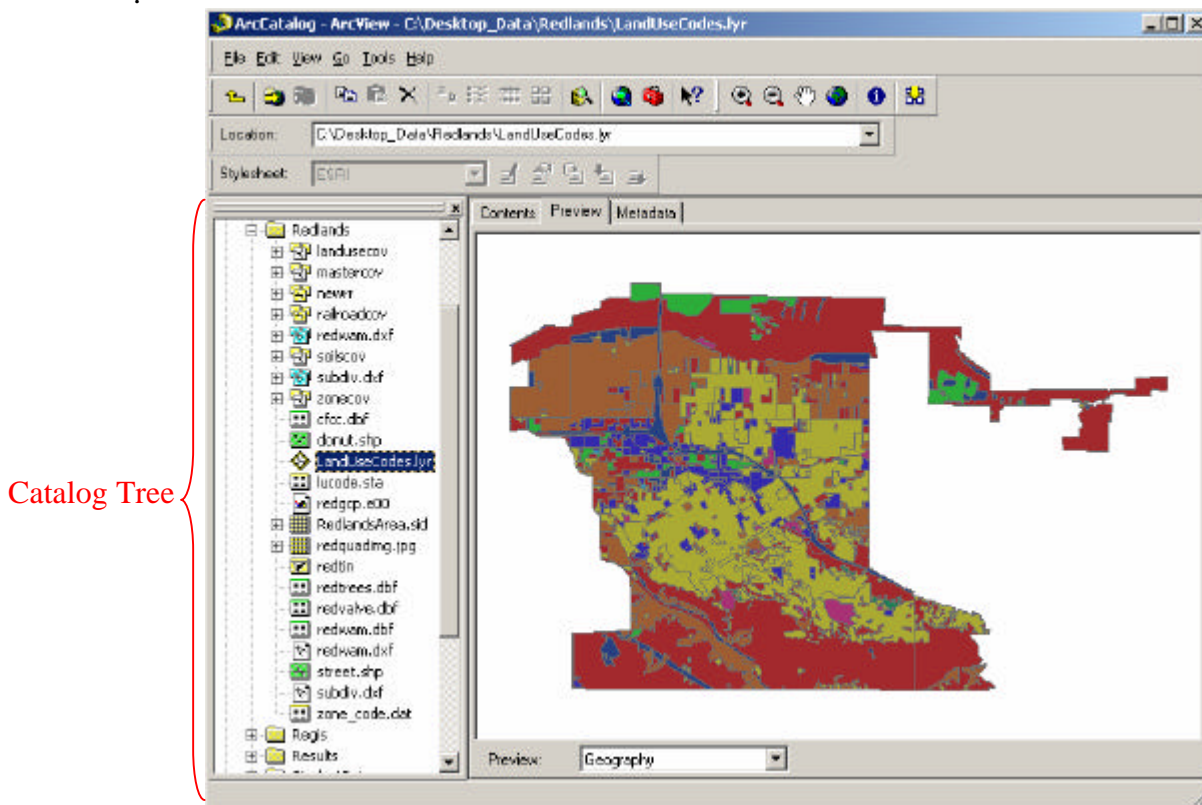 ArcCatalog - ArcView - C:\Desktop_Data\Redlands\LandUseCodes.lyr
File Edit View Go Tools Help
Location: C:\Desktop_Data\Redlands\LandUseCodes.lyr
Stylesheet: ESRI
Contents Preview Metadata
Redlands
landusecov
mastercov
railroadcov
redwam.dxf
soilscov
subdiv.dxf
zonecov
cfcc.dbf
donut.shp
LandUseCodes.lyr
lucode.sta
Catalog Tree
redgcp.e00
RedlandsArea.sid
redquadimg.jpg
redtin
redtrees.dbf
redvalve.dbf
redwam.dbf
redwam.dxf
street.shp
subdiv.dxf
zone_code.dat
Regis
Results
Preview: Geography